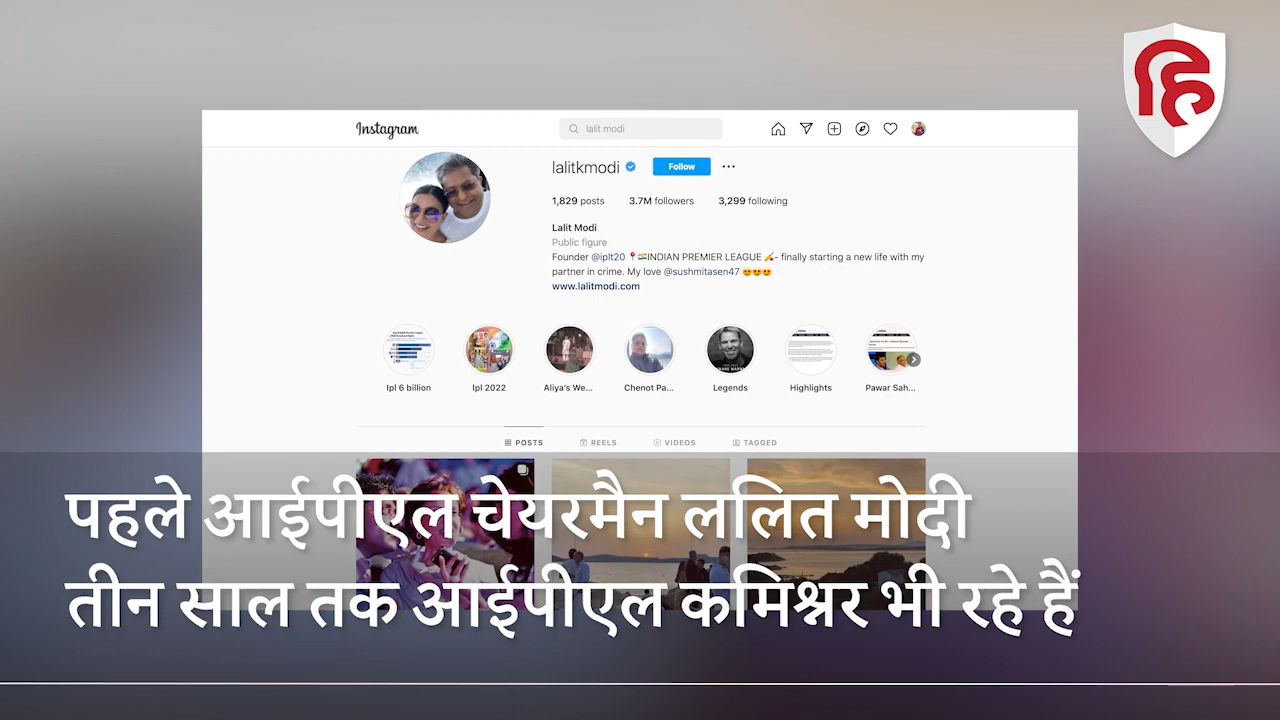 हि
Instagram
lalit modi
lalitkmodi
Follow
1,829 posts 3.7M followers 3,299 following
Lalit Modi
Public figure
Founder @iplt20 📍🇮🇳INDIAN PREMIER LEAGUE 🏏- finally starting a new life with my
partner in crime. My love @sushmitasen47 😍😍😍
www.lalitmodi.com
Ipl 6 billion Ipl 2022 Aliya's We... Chenot Pa... Legends Highlights Pawar Sah...
POSTS REELS VIDEOS TAGGED
पहले आईपीएल चेयरमैन ललित मोदी
तीन साल तक आईपीएल कमिश्नर भी रहे हैं